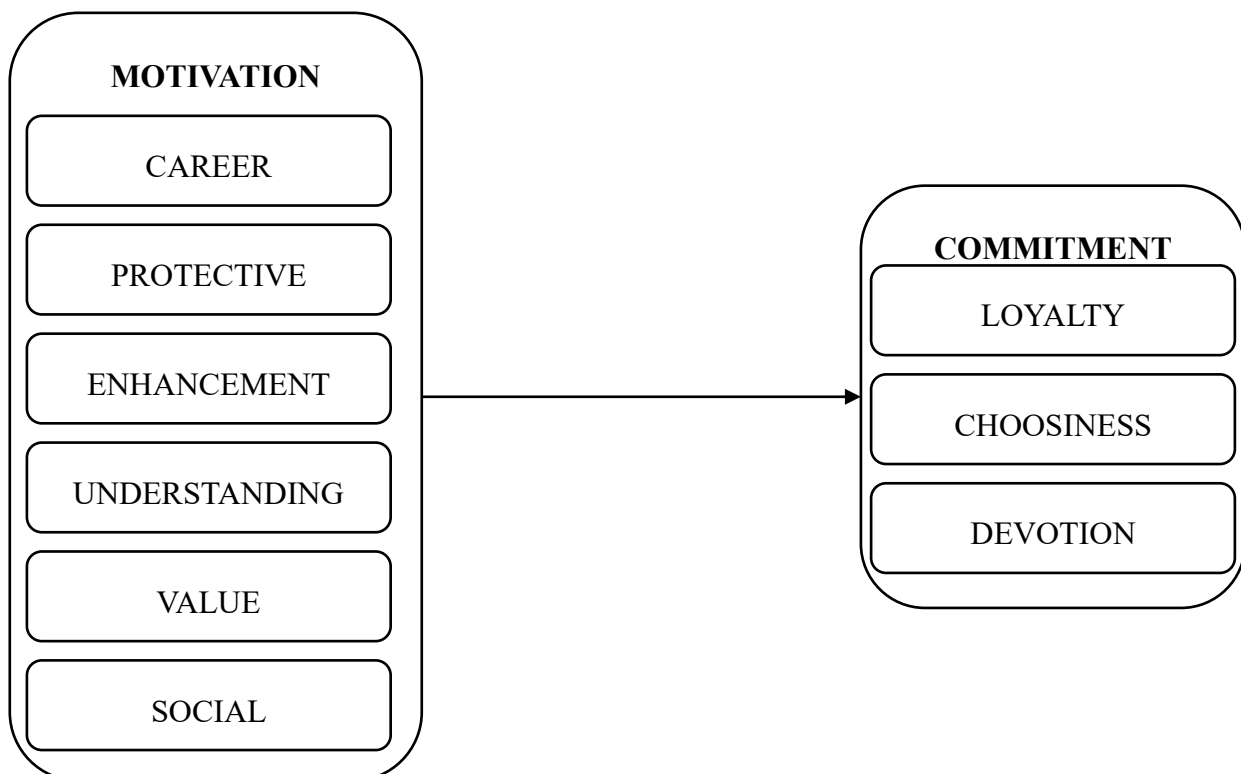 MOTIVATION
CAREER
PROTECTIVE
ENHANCEMENT
UNDERSTANDING
VALUE
SOCIAL
COMMITMENT
LOYALTY
CHOOSINESS
DEVOTION